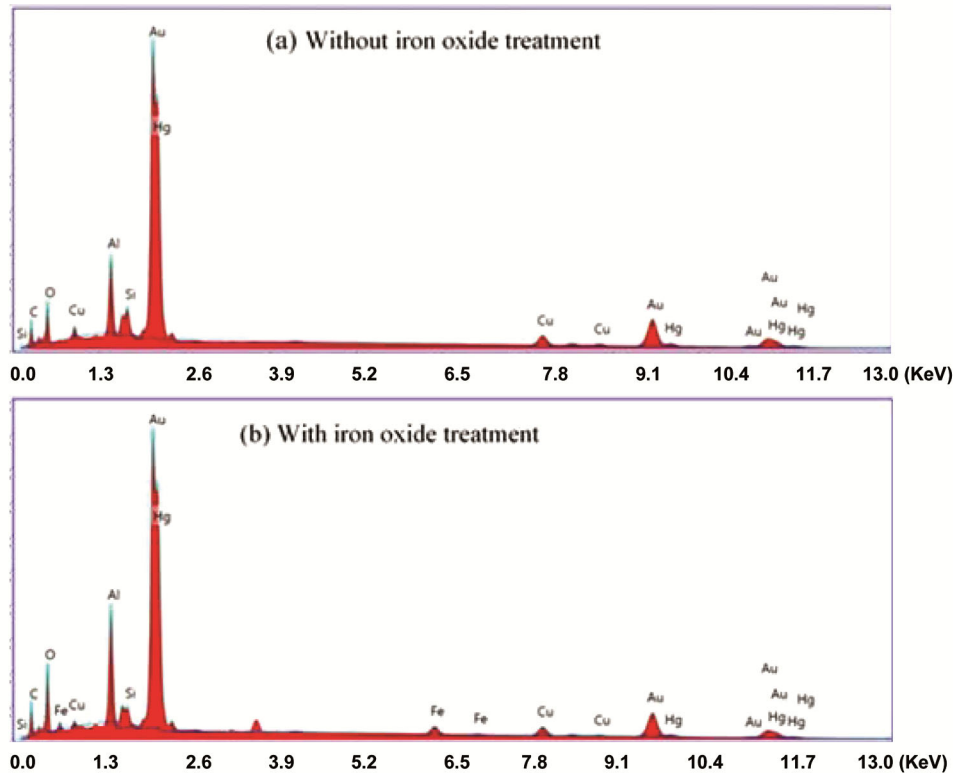 Au
(a) Without iron oxide treatment
Hg
Al
O
Si
C
Cu
Si
Au
Au
Hg
Cu
Cu
Au
Hg
Au
Hg
Hg
0.0 1.3 2.6 3.9 5.2 6.5 7.8 9.1 10.4 11.7 13.0 (KeV)
Au
(b) With iron oxide treatment
Hg
Al
O
Si
C
Fe
Cu
Si
Au
Au
Hg
Fe
Fe
Cu
Cu
Au
Hg
Au
Hg
Hg
0.0 1.3 2.6 3.9 5.2 6.5 7.8 9.1 10.4 11.7 13.0 (KeV)